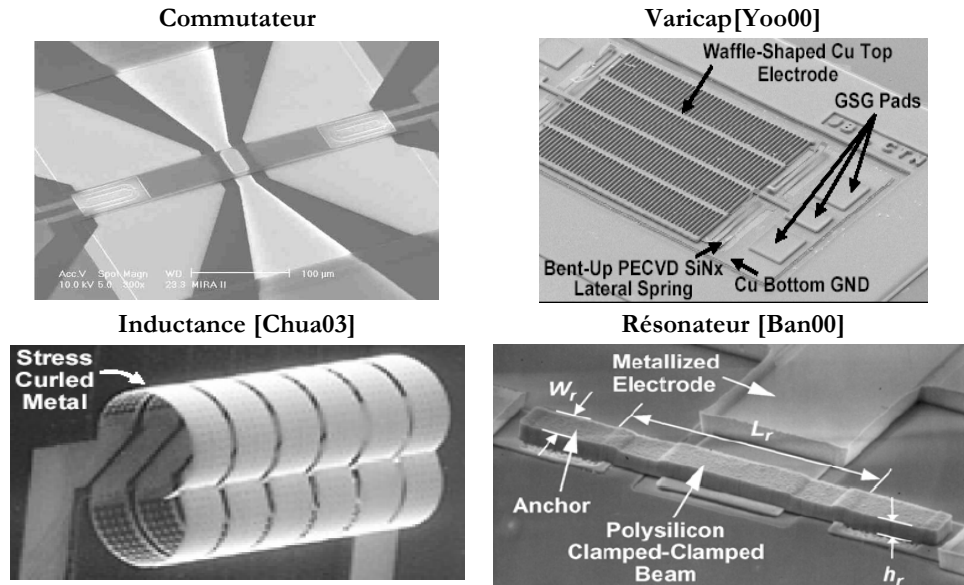 Commutateur
Varicap[Yoo00]
Acc.V Spot Magn WD 100 µm
10.0 kV 5.0 300x 23.3 MIRA II
Waffle-Shaped Cu Top
Electrode
GSG Pads
Bent-Up PECVD SiNx
Lateral Spring
Cu Bottom GND
Inductance [Chua03]
Résonateur [Ban00]
Stress
Curled
Metal
Metallized
Electrode
Wr
Lr
Anchor
Polysilicon
Clamped-Clamped
Beam
hr